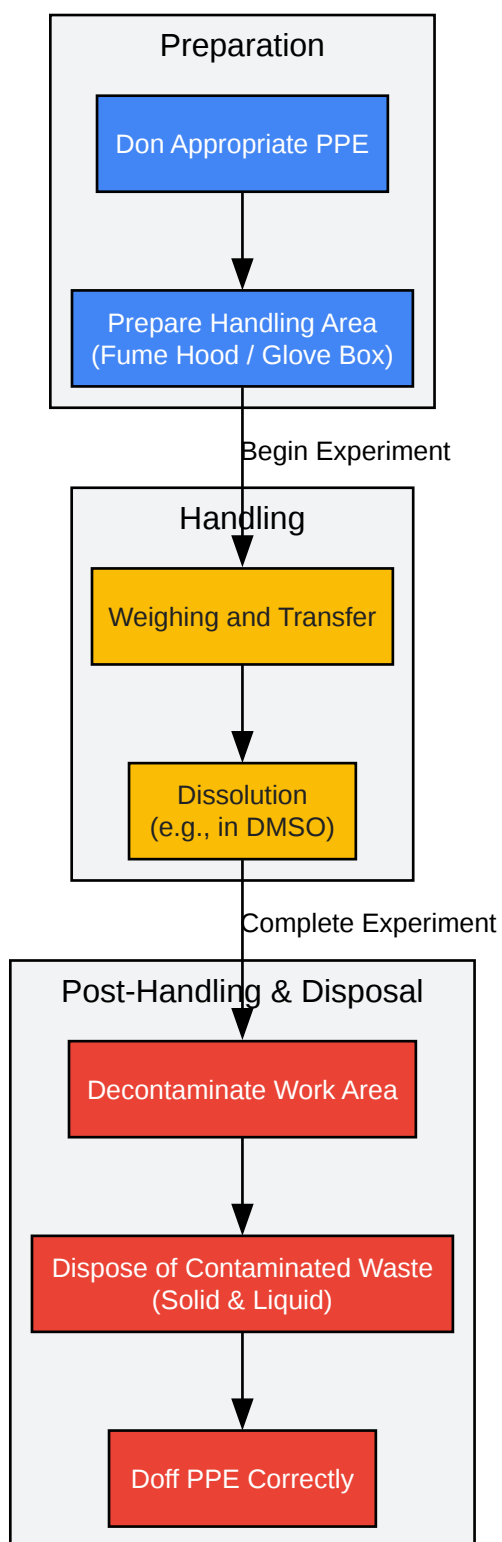 Preparation
Don Appropriate PPE
Prepare Handling Area
(Fume Hood / Glove Box)
Begin Experiment
Handling
Weighing and Transfer
Dissolution
(e.g., in DMSO)
Complete Experiment
Post-Handling & Disposal
Decontaminate Work Area
Dispose of Contaminated Waste
(Solid & Liquid)
Doff PPE Correctly